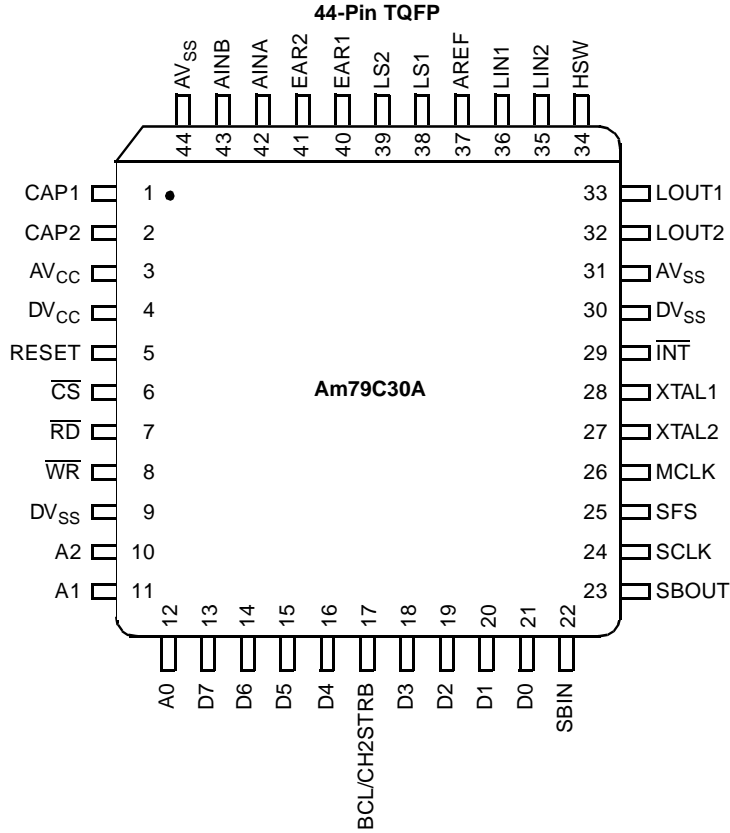 44-Pin TQFP
AVSS
AINB
AINA
EAR2
EAR1
LS2
LS1
AREF
LIN1
LIN2
HSW
44
43
42
41
40
39
38
37
36
35
34
CAP1 1
CAP2 2
AVCC 3
DVCC 4
RESET 5
CS 6
RD 7
WR 8
DVSS 9
A2 10
A1 11
Am79C30A
33 LOUT1
32 LOUT2
31 AVSS
30 DVSS
29 INT
28 XTAL1
27 XTAL2
26 MCLK
25 SFS
24 SCLK
23 SBOUT
12
13
14
15
16
17
18
19
20
21
22
A0
D7
D6
D5
D4
BCL/CH2STRB
D3
D2
D1
D0
SBIN